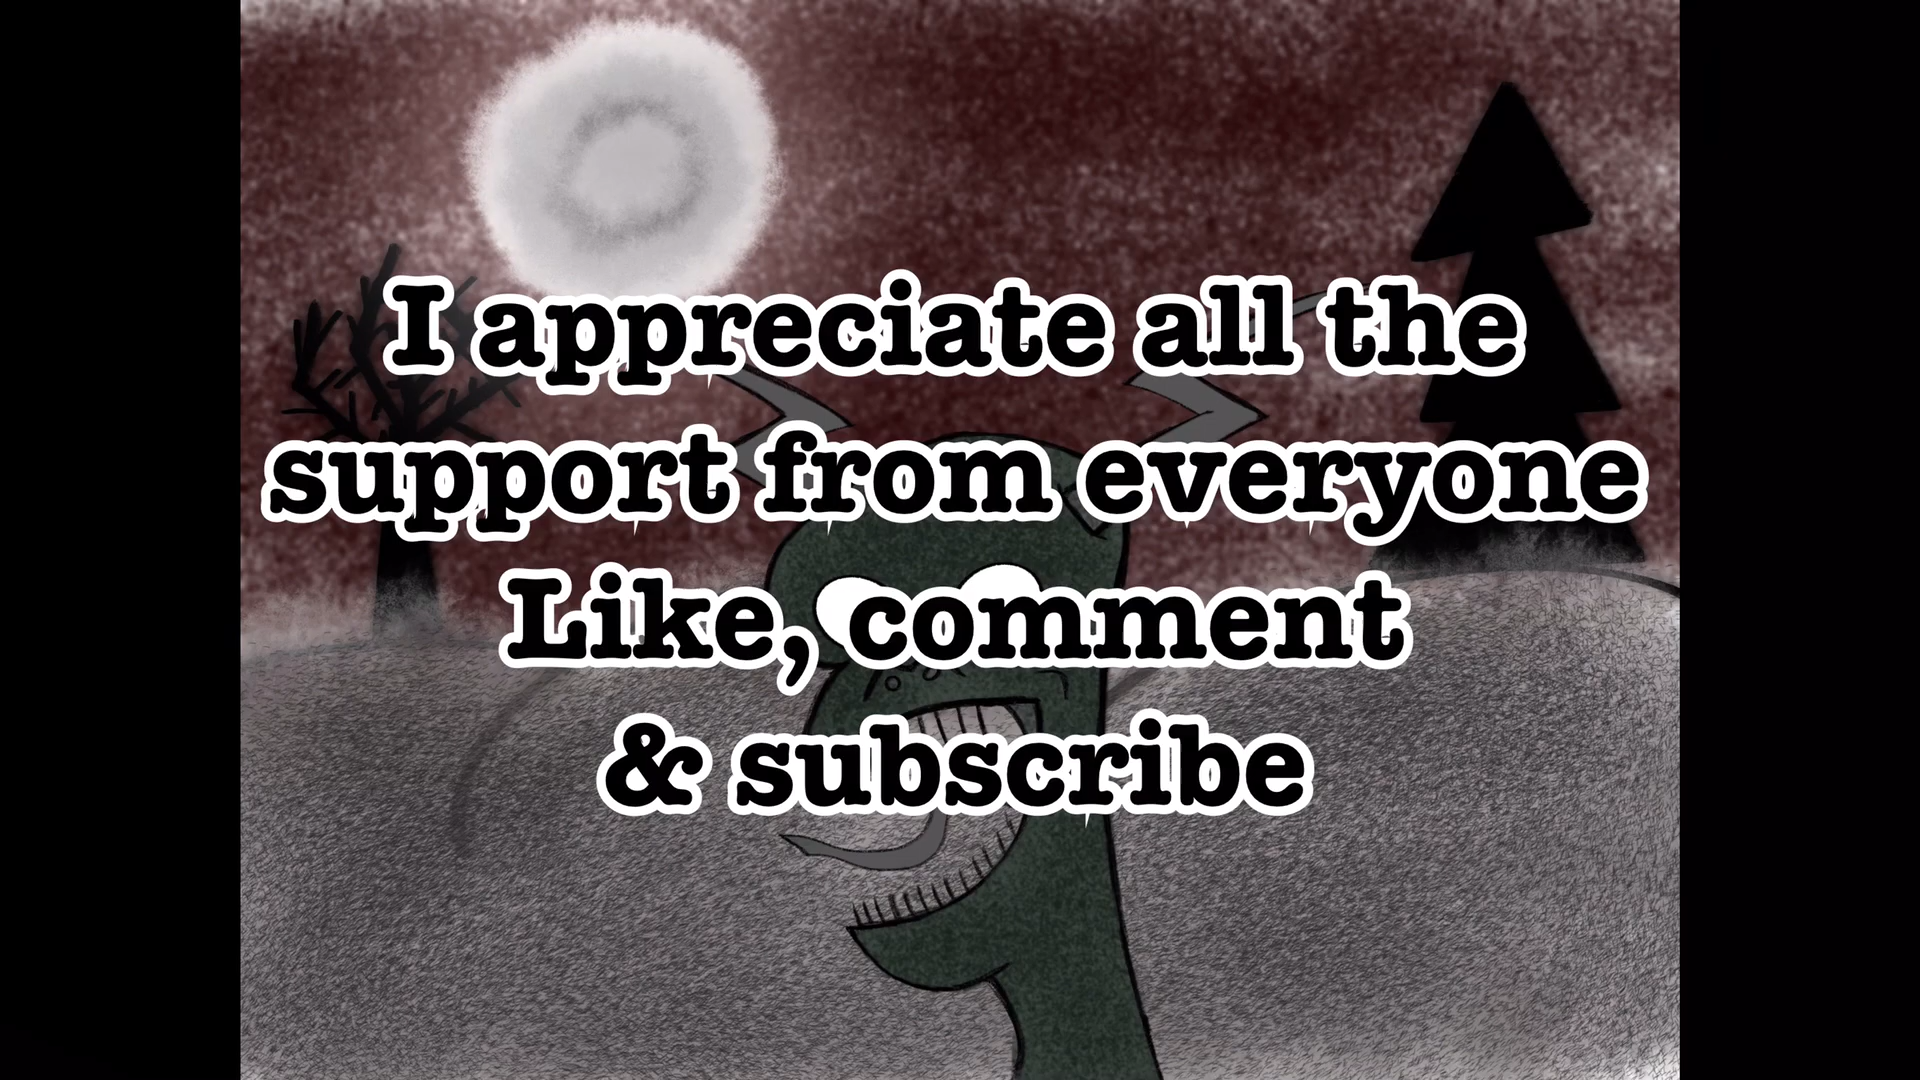 I appreciate all the
support from everyone
Like, comment
& subscribe